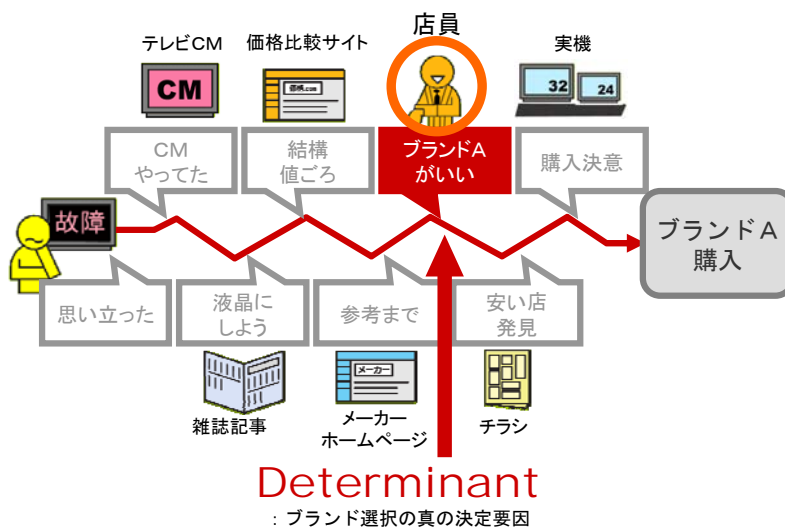 店員
テレビCM
価格比較サイト
実機
CM
価格.com
32
24
CM
やってた
結構
値ごろ
ブランドA
がいい
購入決意
故障
ブランドA
購入
思い立った
液晶に
しよう
参考まで
安い店
発見
メーカー
雑誌記事
メーカー
ホームページ
チラシ
Determinant
：ブランド選択の真の決定要因